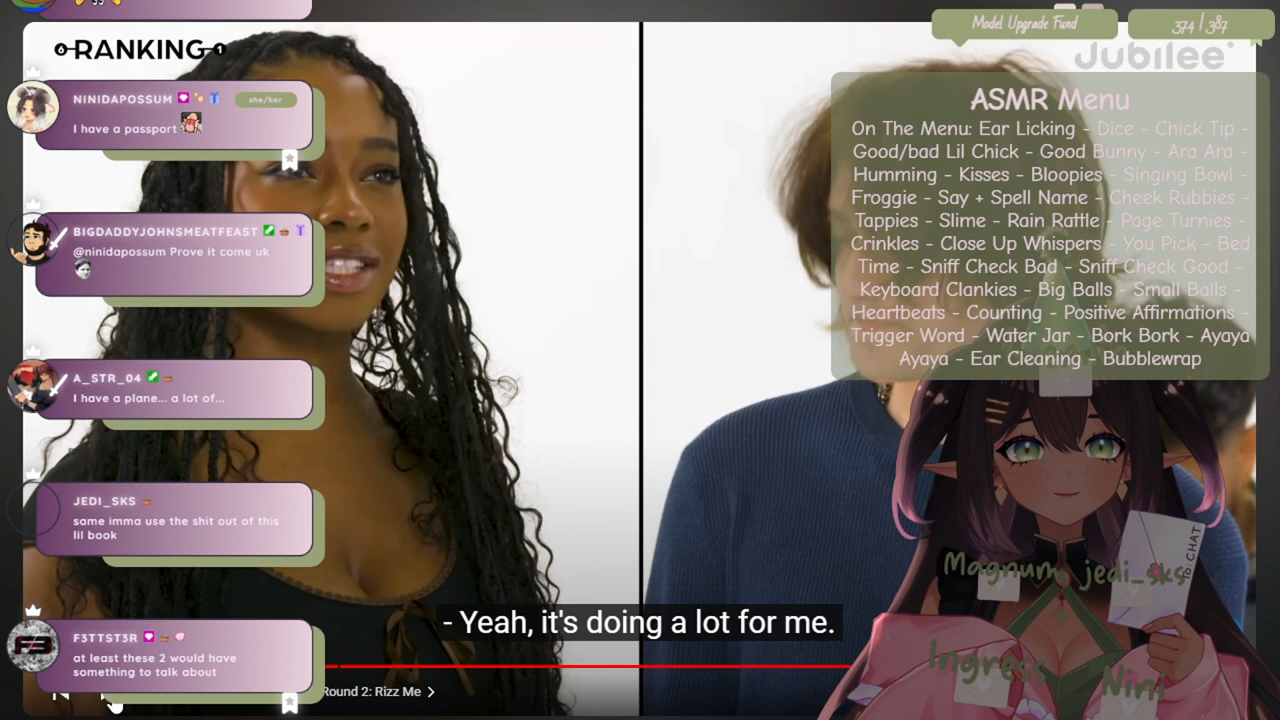 6 RANKING 1
NINIDAPOSSUM she/her
I have a passport
BIGDADDYJOHNSMEATFEAST
@ninidapossum Prove it come uk
A_STR_04
I have a plane... a lot of...
JEDI_SKS
same imma use the shit out of this
lil book
F3TTST3R
at least these 2 would have
something to talk about
- Yeah, it's doing a lot for me.
Round 2: Rizz Me
Model Upgrade Fund
374 / 387
Jubilee
ASMR Menu
On The Menu: Ear Licking - Dice - Chick Tip -
Good/bad Lil Chick - Good Bunny - Ara Ara -
Humming - Kisses - Bloopies - Singing Bowl -
Froggie - Say + Spell Name - Cheek Rubbies -
Tappies - Slime - Rain Rattle - Page Turnies -
Crinkles - Close Up Whispers - You Pick - Bed
Time - Sniff Check Bad - Sniff Check Good -
Keyboard Clankies - Big Balls - Small Balls -
Heartbeats - Counting - Positive Affirmations -
Trigger Word - Water Jar - Bork Bork - Ayaya
Ayaya - Ear Cleaning - Bubblewrap
Magnum
jedi_sks
CHAT
Ingress
Nini